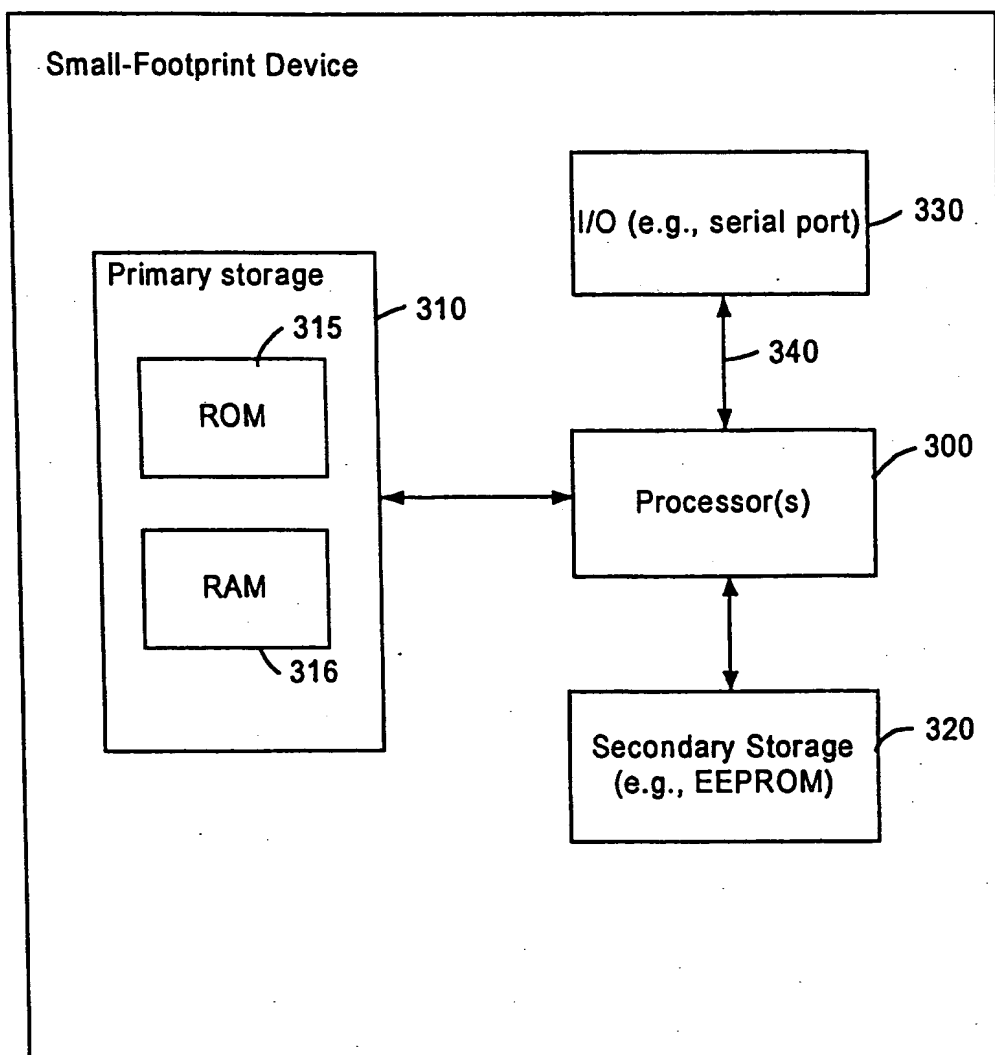 Small-Footprint Device
I/O (e.g., serial port)
330
Primary storage
310
315
340
ROM
300
Processor(s)
RAM
316
Secondary Storage
(e.g., EEPROM)
320